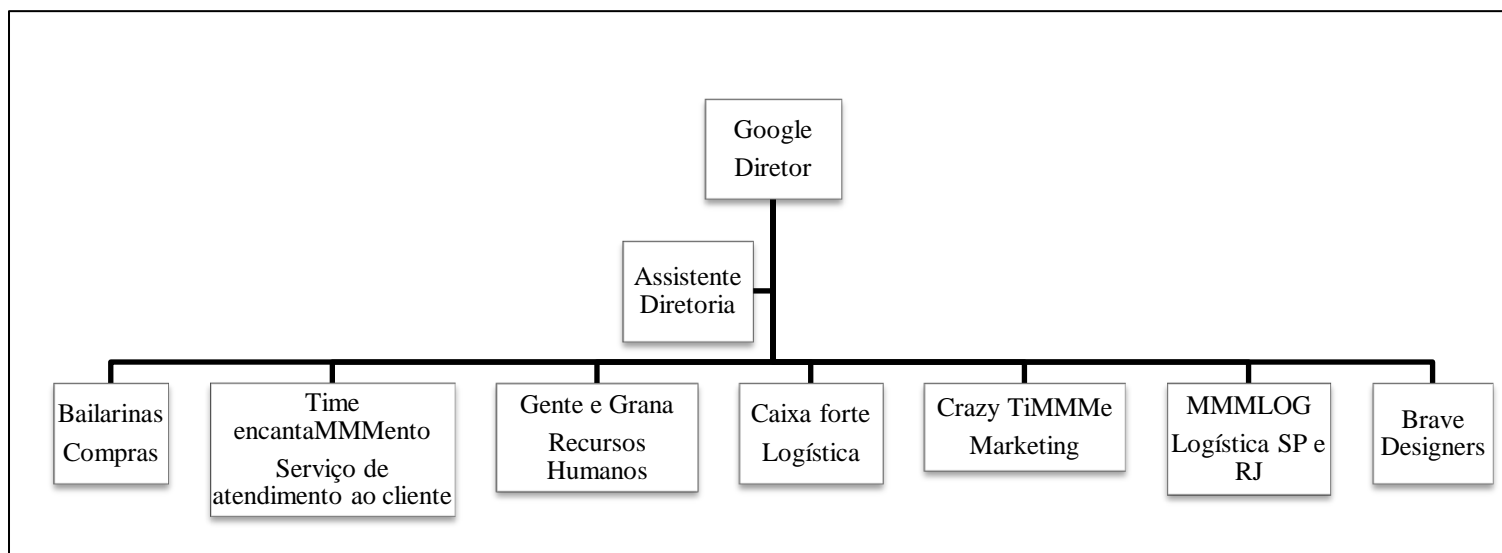 Google
Diretor
Assistente
Diretoria
Bailarinas
Compras
Time
encantaMMMento
Serviço de
atendimento ao cliente
Gente e Grana
Recursos
Humanos
Caixa forte
Logística
Crazy TiMMMe
Marketing
MMMLOG
Logística SP e
RJ
Brave
Designers